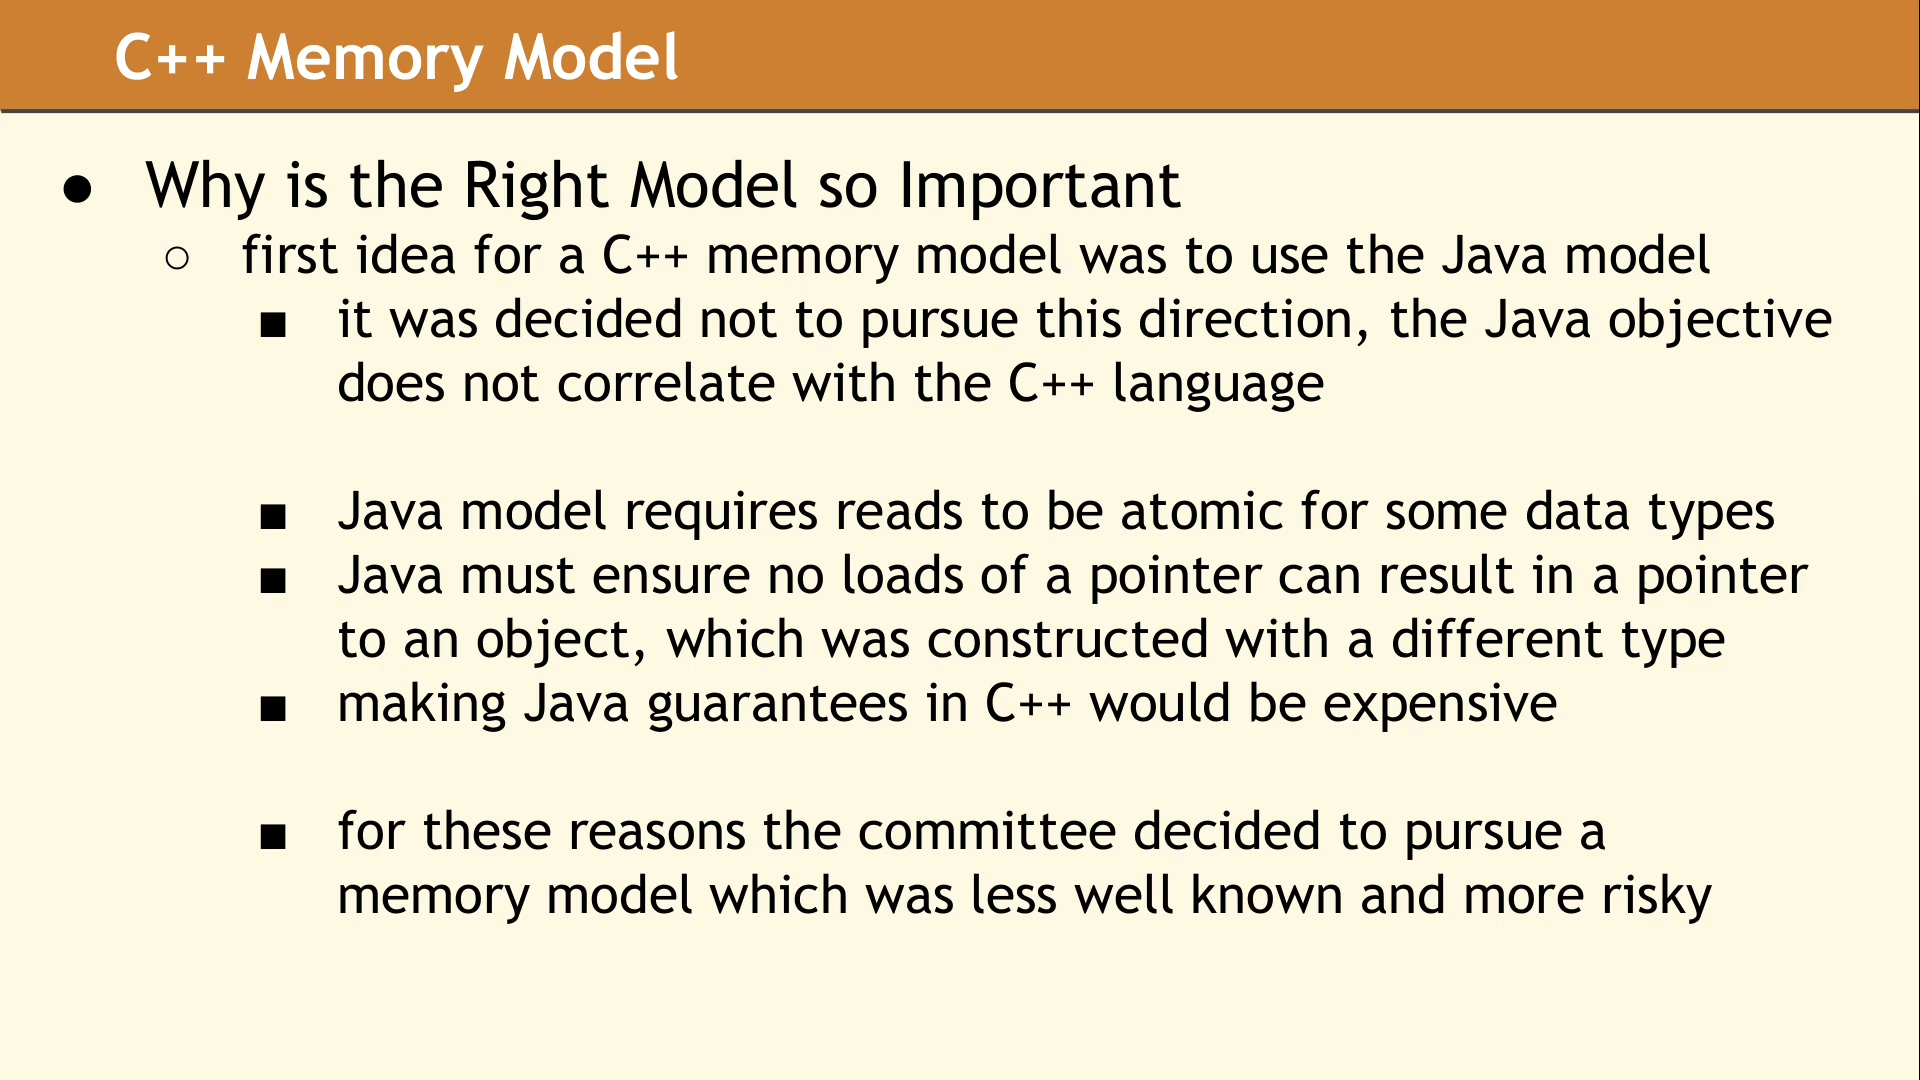 C++ Memory Model
● Why is the Right Model so Important
○ first idea for a C++ memory model was to use the Java model
■ it was decided not to pursue this direction, the Java objective
does not correlate with the C++ language
■ Java model requires reads to be atomic for some data types
■ Java must ensure no loads of a pointer can result in a pointer
to an object, which was constructed with a different type
■ making Java guarantees in C++ would be expensive
■ for these reasons the committee decided to pursue a
memory model which was less well known and more risky